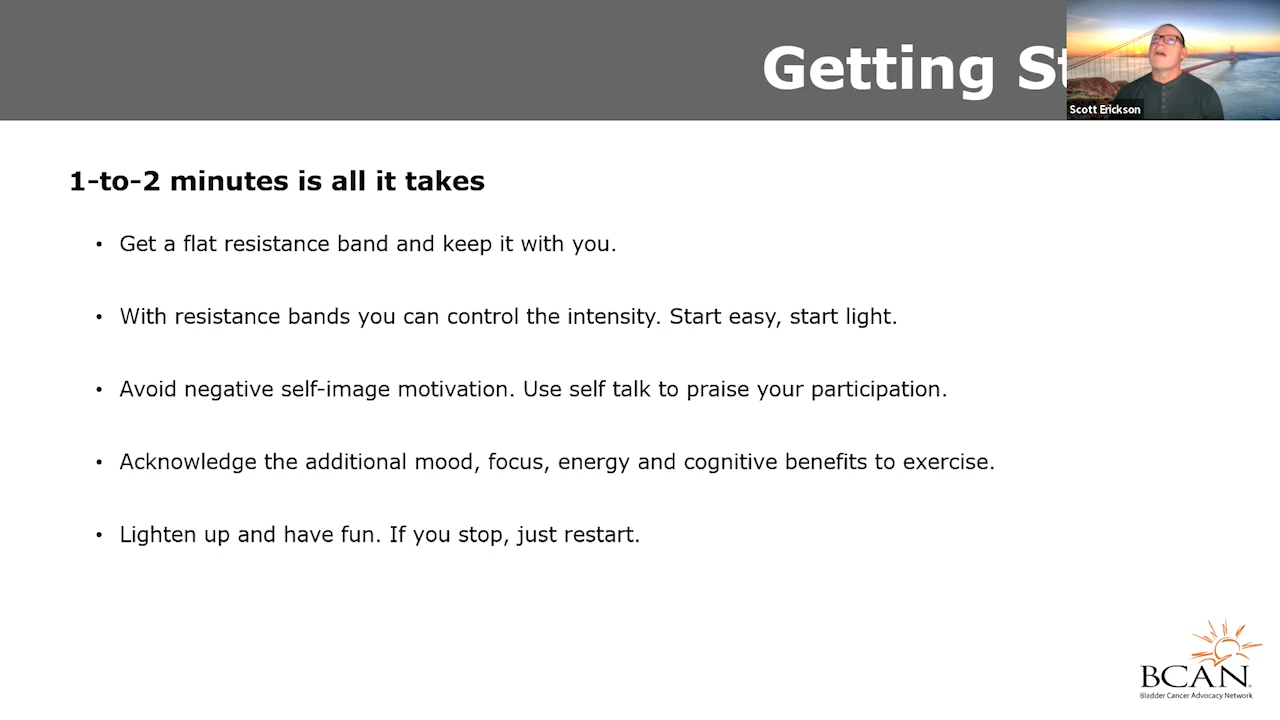 Getting St
Scott Erickson
1-to-2 minutes is all it takes
• Get a flat resistance band and keep it with you.
• With resistance bands you can control the intensity. Start easy, start light.
• Avoid negative self-image motivation. Use self talk to praise your participation.
• Acknowledge the additional mood, focus, energy and cognitive benefits to exercise.
• Lighten up and have fun. If you stop, just restart.
BCAN
Bladder Cancer Advocacy Network